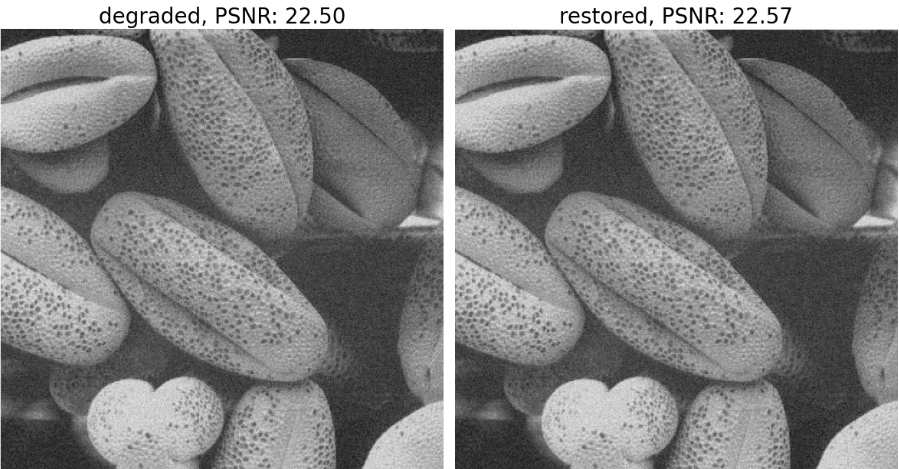 degraded, PSNR: 22.50
restored, PSNR: 22.57